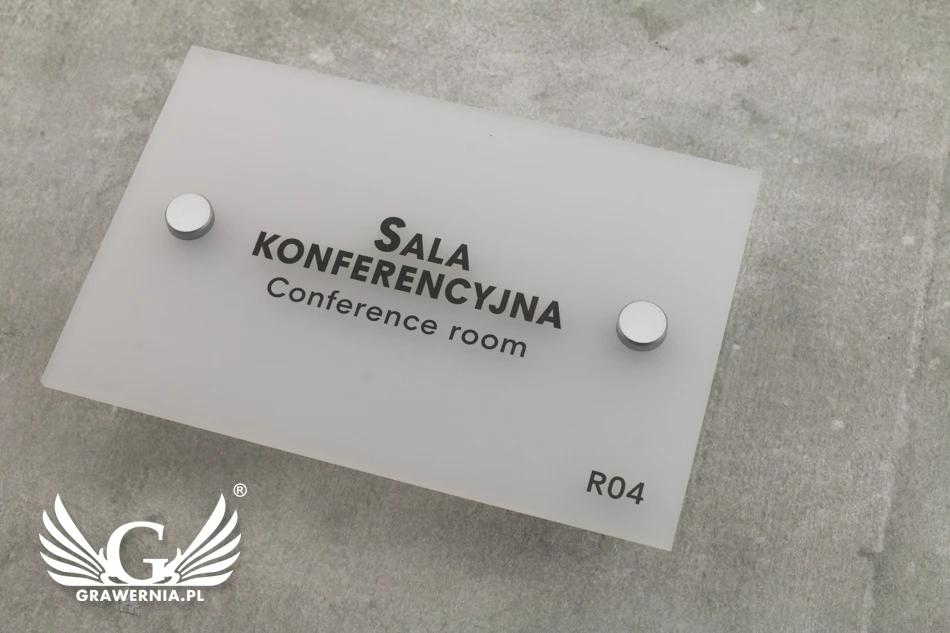 SALA
KONFERENCYJNA
Conference room
R04
G
®
GRAWERNIA.PL